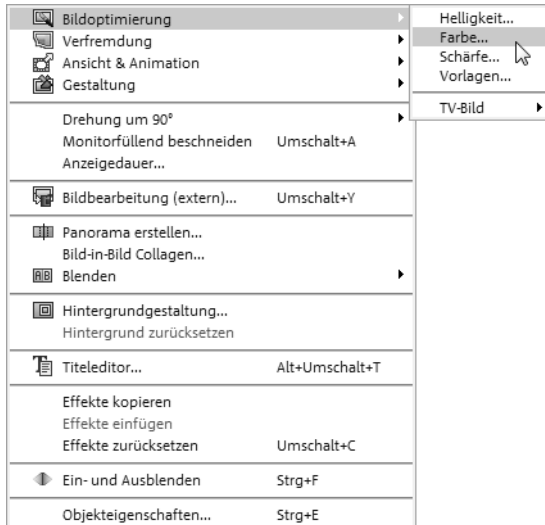 Bildoptimierung
Verfremdung
Ansicht & Animation
Gestaltung
Drehung um 90°
Monitorfüllend beschneiden Umschalt+A
Anzeigedauer...
Bildbearbeitung (extern)... Umschalt+Y
Panorama erstellen...
Bild-in-Bild Collagen...
AB Blenden
Hintergrundgestaltung...
Hintergrund zurücksetzen
Titeleditor... Alt+Umschalt+T
Effekte kopieren
Effekte einfügen
Effekte zurücksetzen Umschalt+C
Ein- und Ausblenden Strg+F
Objekteigenschaften... Strg+E
Helligkeit...
Farbe...
Schärfe...
Vorlagen...
TV-Bild